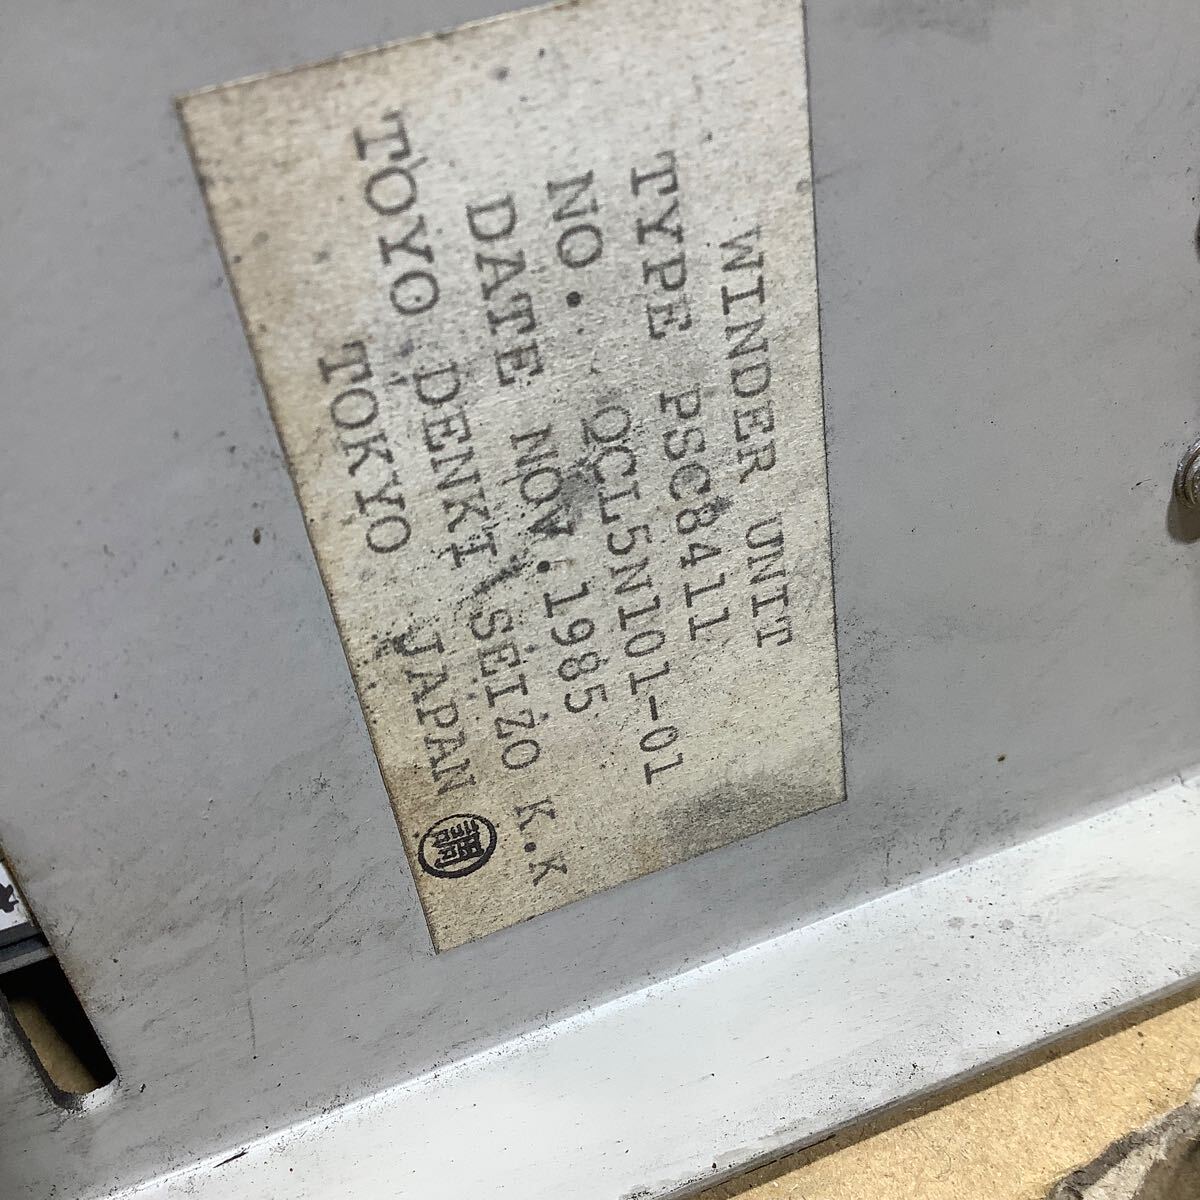 WINDER UNIT
TYPE PSC8411
NO. QCL5N101-01
DATE NOV.1985
TOYO DENKI SEIZO K.K
TOKYO JAPAN